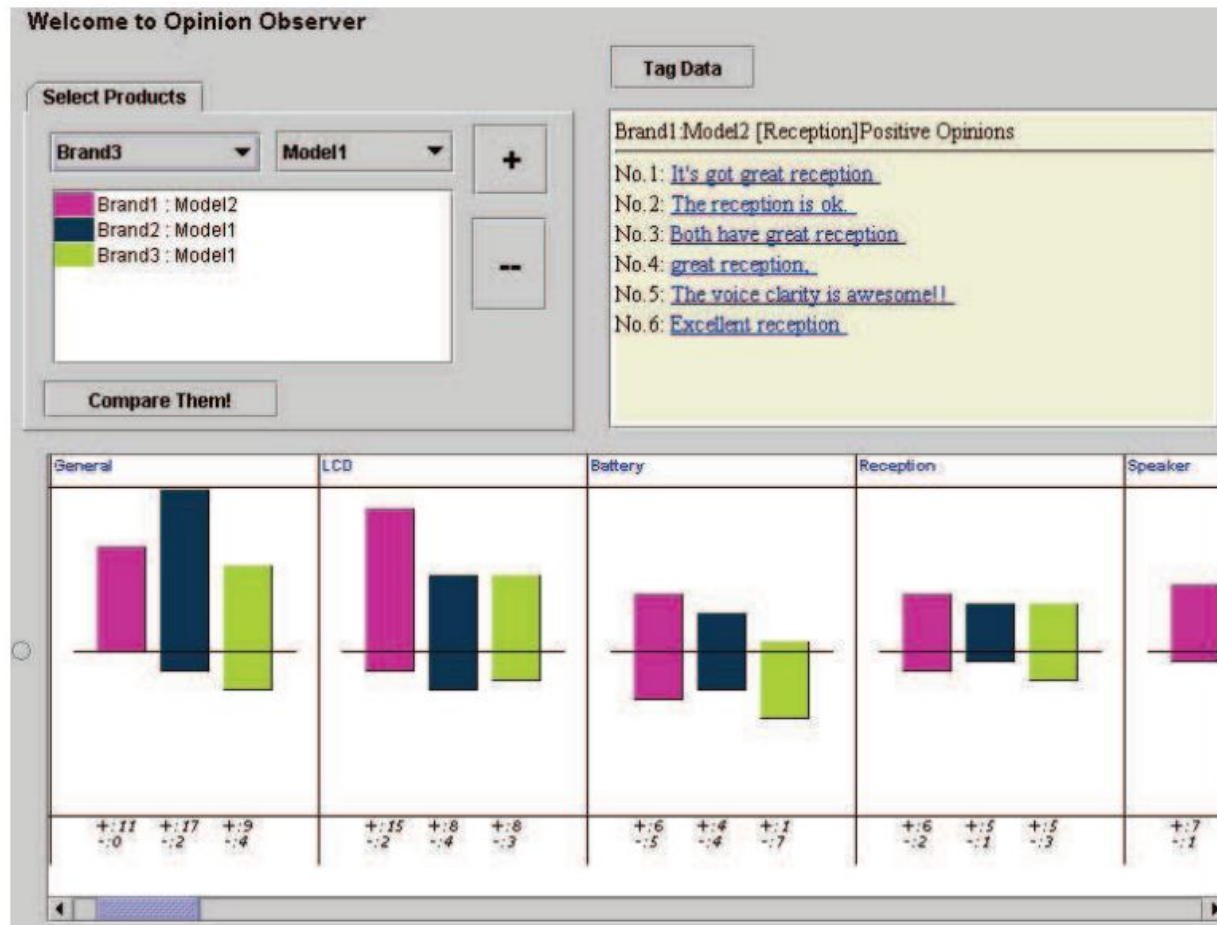 Welcome to Opinion Observer
Select Products
Brand3 Model1 +
Brand1 : Model2
Brand2 : Model1
Brand3 : Model1
--
Compare Them!
Tag Data
Brand1:Model2 [Reception]Positive Opinions
No.1: It's got great reception
No.2: The reception is ok.
No.3: Both have great reception
No.4: great reception,
No.5: The voice clarity is awesome!!
No.6: Excellent reception
General LCD Battery Reception Speaker
+:11 +:17 +:9 +:15 +:8 +:8 +:6 +:4 +:1 +:6 +:5 +:5 +:7
-:0 -:2 -:4 -:2 -:4 -:3 -:5 -:4 -:7 -:2 -:1 -:3 -:1